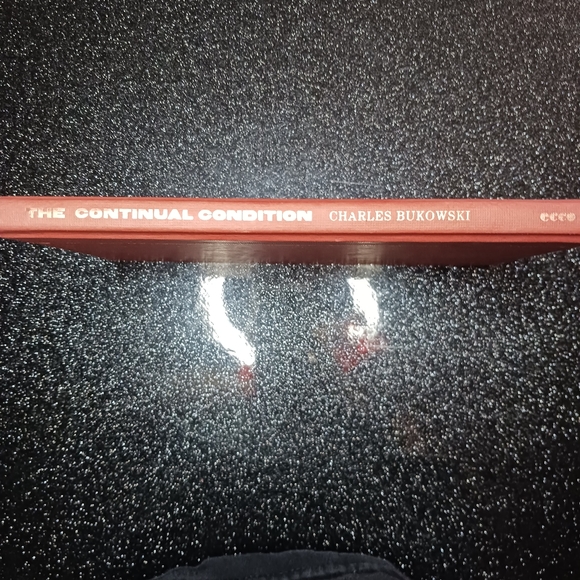 THE CONTINUAL CONDITION CHARLES BUKOWSKI ecco